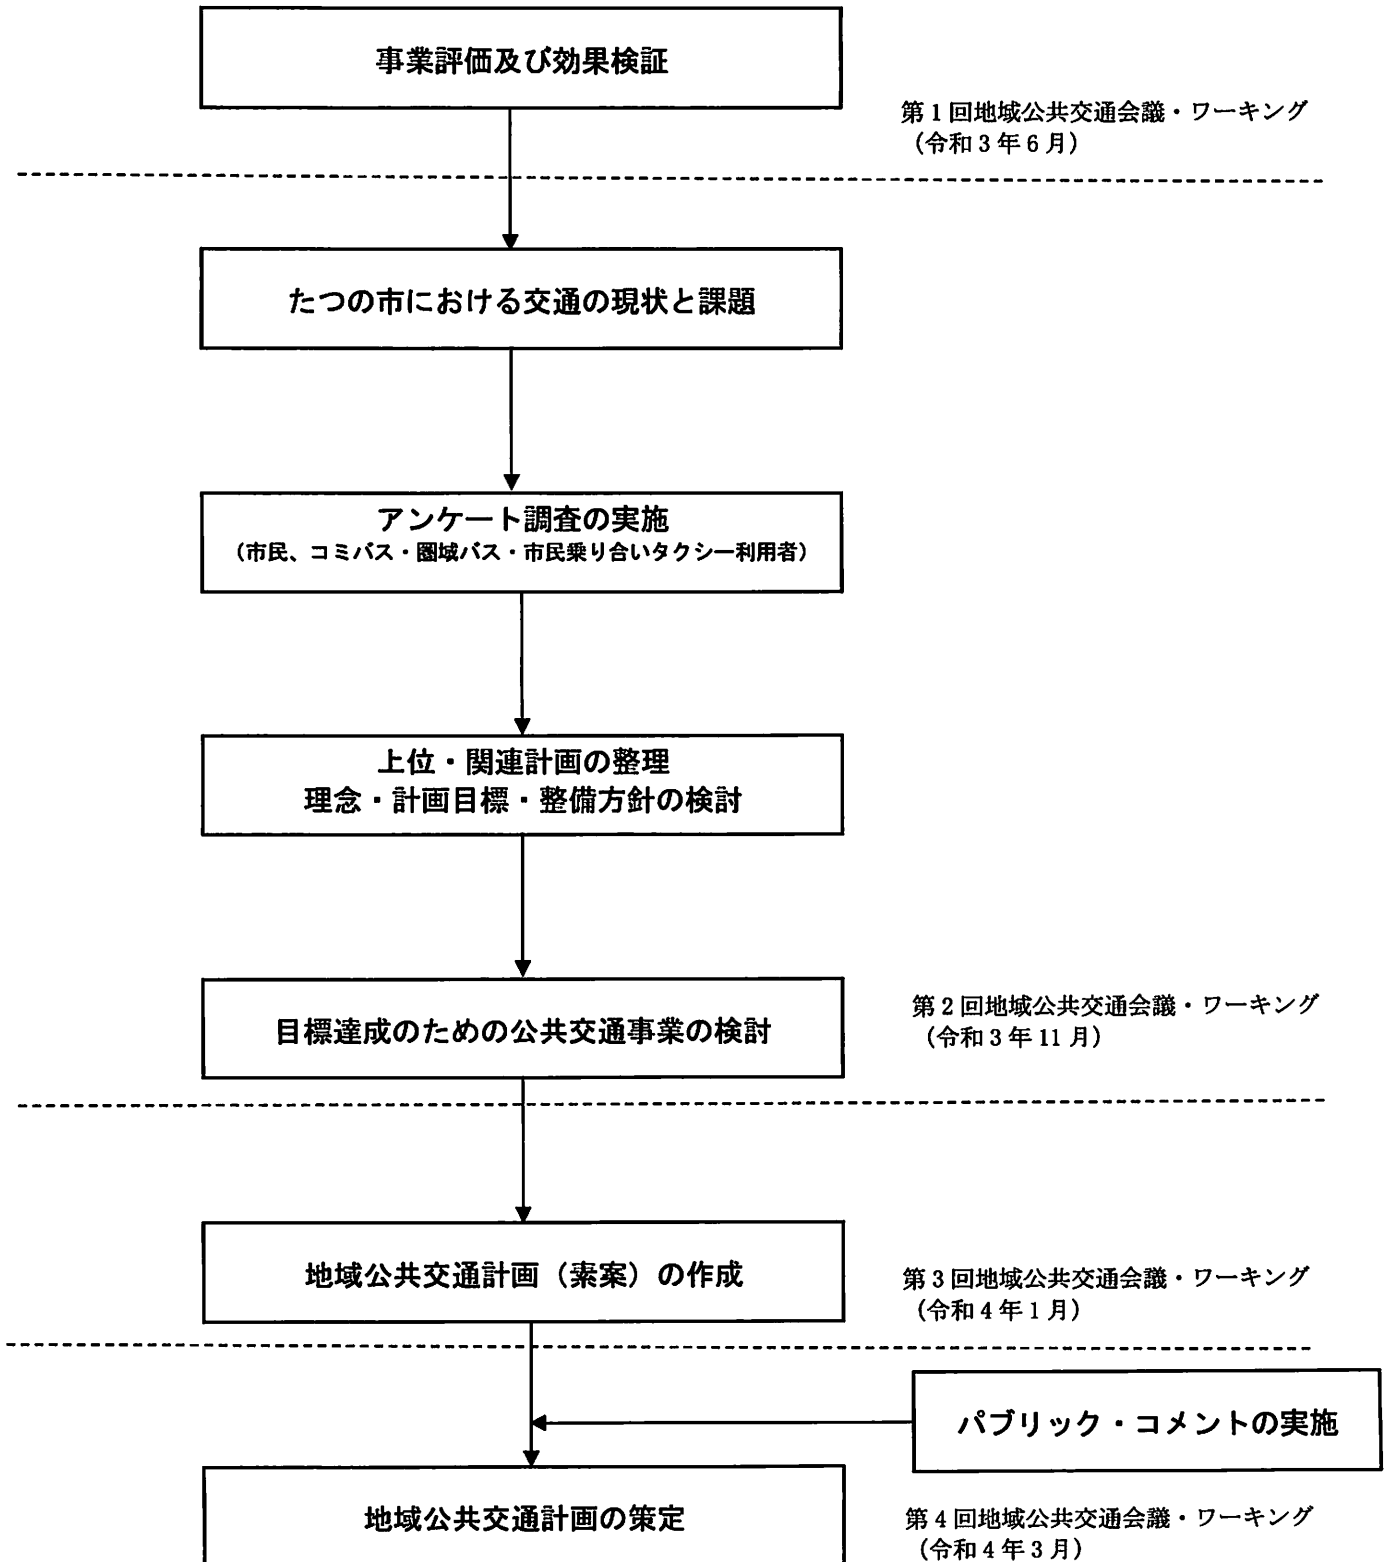 事業評価及び効果検証
第1回地域公共交通会議・ワーキング
(令和3年6月)
たつの市における交通の現状と課題
アンケート調査の実施
(市民、コミバス・圏域バス・市民乗り合いタクシー利用者)
上位・関連計画の整理
理念・計画目標・整備方針の検討
目標達成のための公共交通事業の検討
第2回地域公共交通会議・ワーキング
(令和3年11月)
地域公共交通計画(素案)の作成
第3回地域公共交通会議・ワーキング
(令和4年1月)
パブリック・コメントの実施
地域公共交通計画の策定
第4回地域公共交通会議・ワーキング
(令和4年3月)